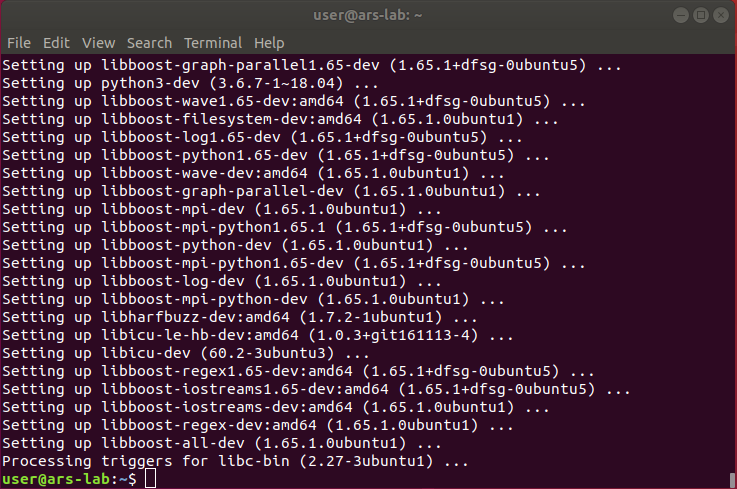 user@ars-lab: ~
File Edit View Search Terminal Help
Setting up libboost-graph-parallel1.65-dev (1.65.1+dfsg-0ubuntu5) ...
Setting up python3-dev (3.6.7-1~18.04) ...
Setting up libboost-wave1.65-dev:amd64 (1.65.1+dfsg-0ubuntu5) ...
Setting up libboost-filesystem-dev:amd64 (1.65.1.0ubuntu1) ...
Setting up libboost-log1.65-dev (1.65.1+dfsg-0ubuntu5) ...
Setting up libboost-python1.65-dev (1.65.1+dfsg-0ubuntu5) ...
Setting up libboost-wave-dev:amd64 (1.65.1.0ubuntu1) ...
Setting up libboost-graph-parallel-dev (1.65.1.0ubuntu1) ...
Setting up libboost-mpi-dev (1.65.1.0ubuntu1) ...
Setting up libboost-mpi-python1.65.1 (1.65.1+dfsg-0ubuntu5) ...
Setting up libboost-python-dev (1.65.1.0ubuntu1) ...
Setting up libboost-mpi-python1.65-dev (1.65.1+dfsg-0ubuntu5) ...
Setting up libboost-log-dev (1.65.1.0ubuntu1) ...
Setting up libboost-mpi-python-dev (1.65.1.0ubuntu1) ...
Setting up libharfbuzz-dev:amd64 (1.7.2-1ubuntu1) ...
Setting up libicu-le-hb-dev:amd64 (1.0.3+git161113-4) ...
Setting up libicu-dev (60.2-3ubuntu3) ...
Setting up libboost-regex1.65-dev:amd64 (1.65.1+dfsg-0ubuntu5) ...
Setting up libboost-iostreams1.65-dev:amd64 (1.65.1+dfsg-0ubuntu5) ...
Setting up libboost-iostreams-dev:amd64 (1.65.1.0ubuntu1) ...
Setting up libboost-regex-dev:amd64 (1.65.1.0ubuntu1) ...
Setting up libboost-all-dev (1.65.1.0ubuntu1) ...
Processing triggers for libc-bin (2.27-3ubuntu1) ...
user@ars-lab:~$